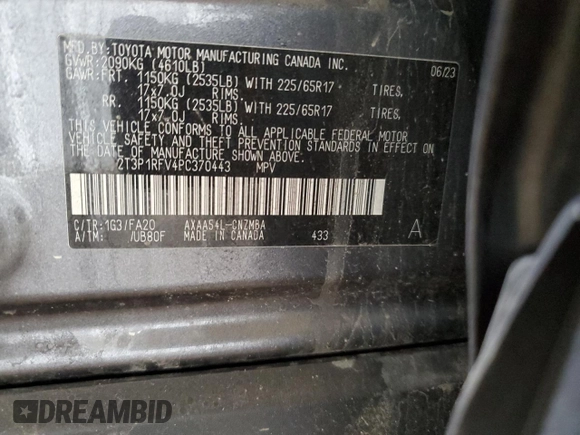 MFD.BY:TOYOTA MOTOR MANUFACTURING CANADA INC.
GVWR:2090KG (4610LB) 06/23
GAWR:FRT. 1150KG (2535LB) WITH 225/65R17 TIRES,
17x7.0J RIMS,
RR. 1150KG (2535LB) WITH 225/65R17 TIRES,
17x7.0J RIMS,
THIS VEHICLE CONFORMS TO ALL APPLICABLE FEDERAL MOTOR
VEHICLE SAFETY AND THEFT PREVENTION STANDARDS IN EFFECT
ON THE DATE OF MANUFACTURE SHOWN ABOVE.
2T3P1RFV4PC370443 MPV
C/TR:1G3/FA20 AXAA54L-CNZMBA
A/TM: /UB80F MADE IN CANADA 433 A
DREAMBID